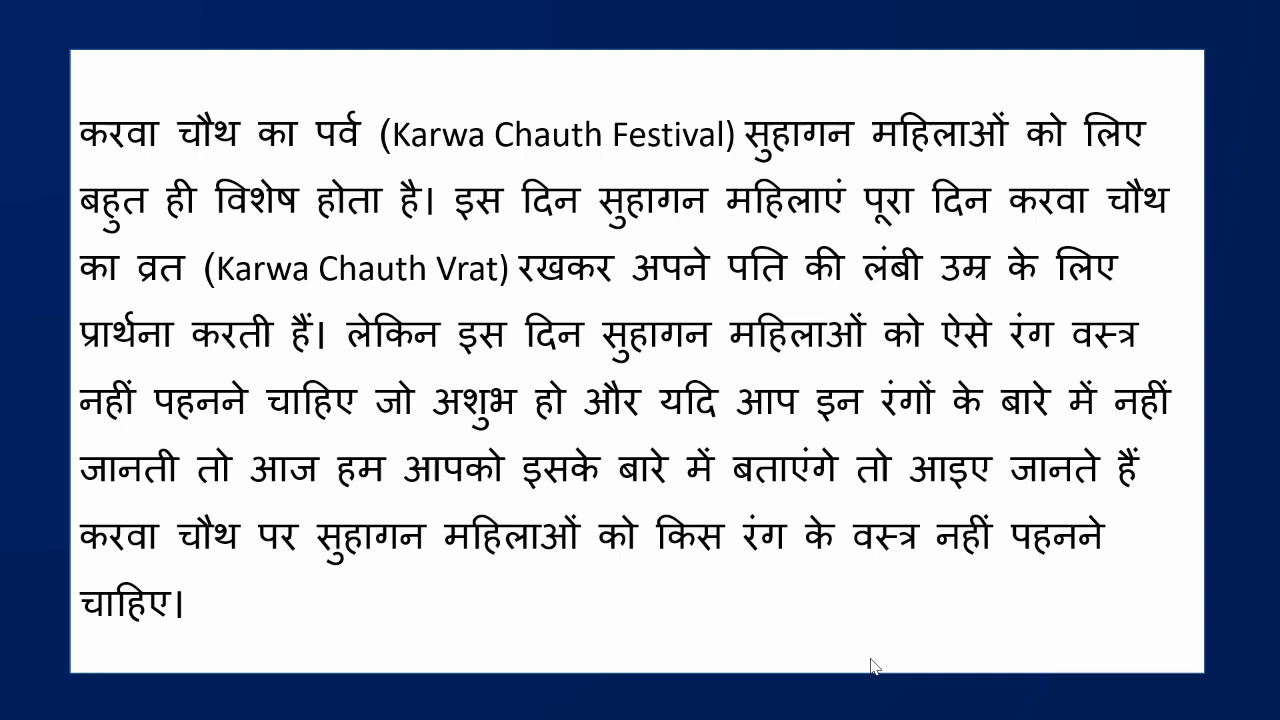 करवा चौथ का पर्व (Karwa Chauth Festival) सुहागन महिलाओं को लिए
बहुत ही विशेष होता है। इस दिन सुहागन महिलाएं पूरा दिन करवा चौथ
का व्रत (Karwa Chauth Vrat) रखकर अपने पति की लंबी उम्र के लिए
प्रार्थना करती हैं। लेकिन इस दिन सुहागन महिलाओं को ऐसे रंग वस्त्र
नहीं पहनने चाहिए जो अशुभ हो और यदि आप इन रंगों के बारे में नहीं
जानती तो आज हम आपको इसके बारे में बताएंगे तो आइए जानते हैं
करवा चौथ पर सुहागन महिलाओं को किस रंग के वस्त्र नहीं पहनने
चाहिए।